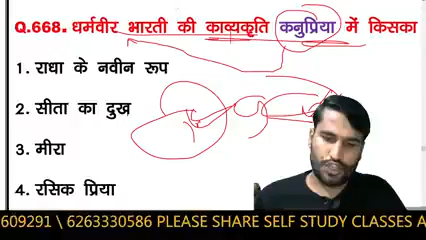 Q.668. धर्मवीर भारती की काव्यकृति कनुप्रिया में किसका
1. राधा के नवीन रूप
2. सीता का दुख
3. मीरा
4. रसिक प्रिया
609291 \ 6263330586 PLEASE SHARE SELF STUDY CLASSES A